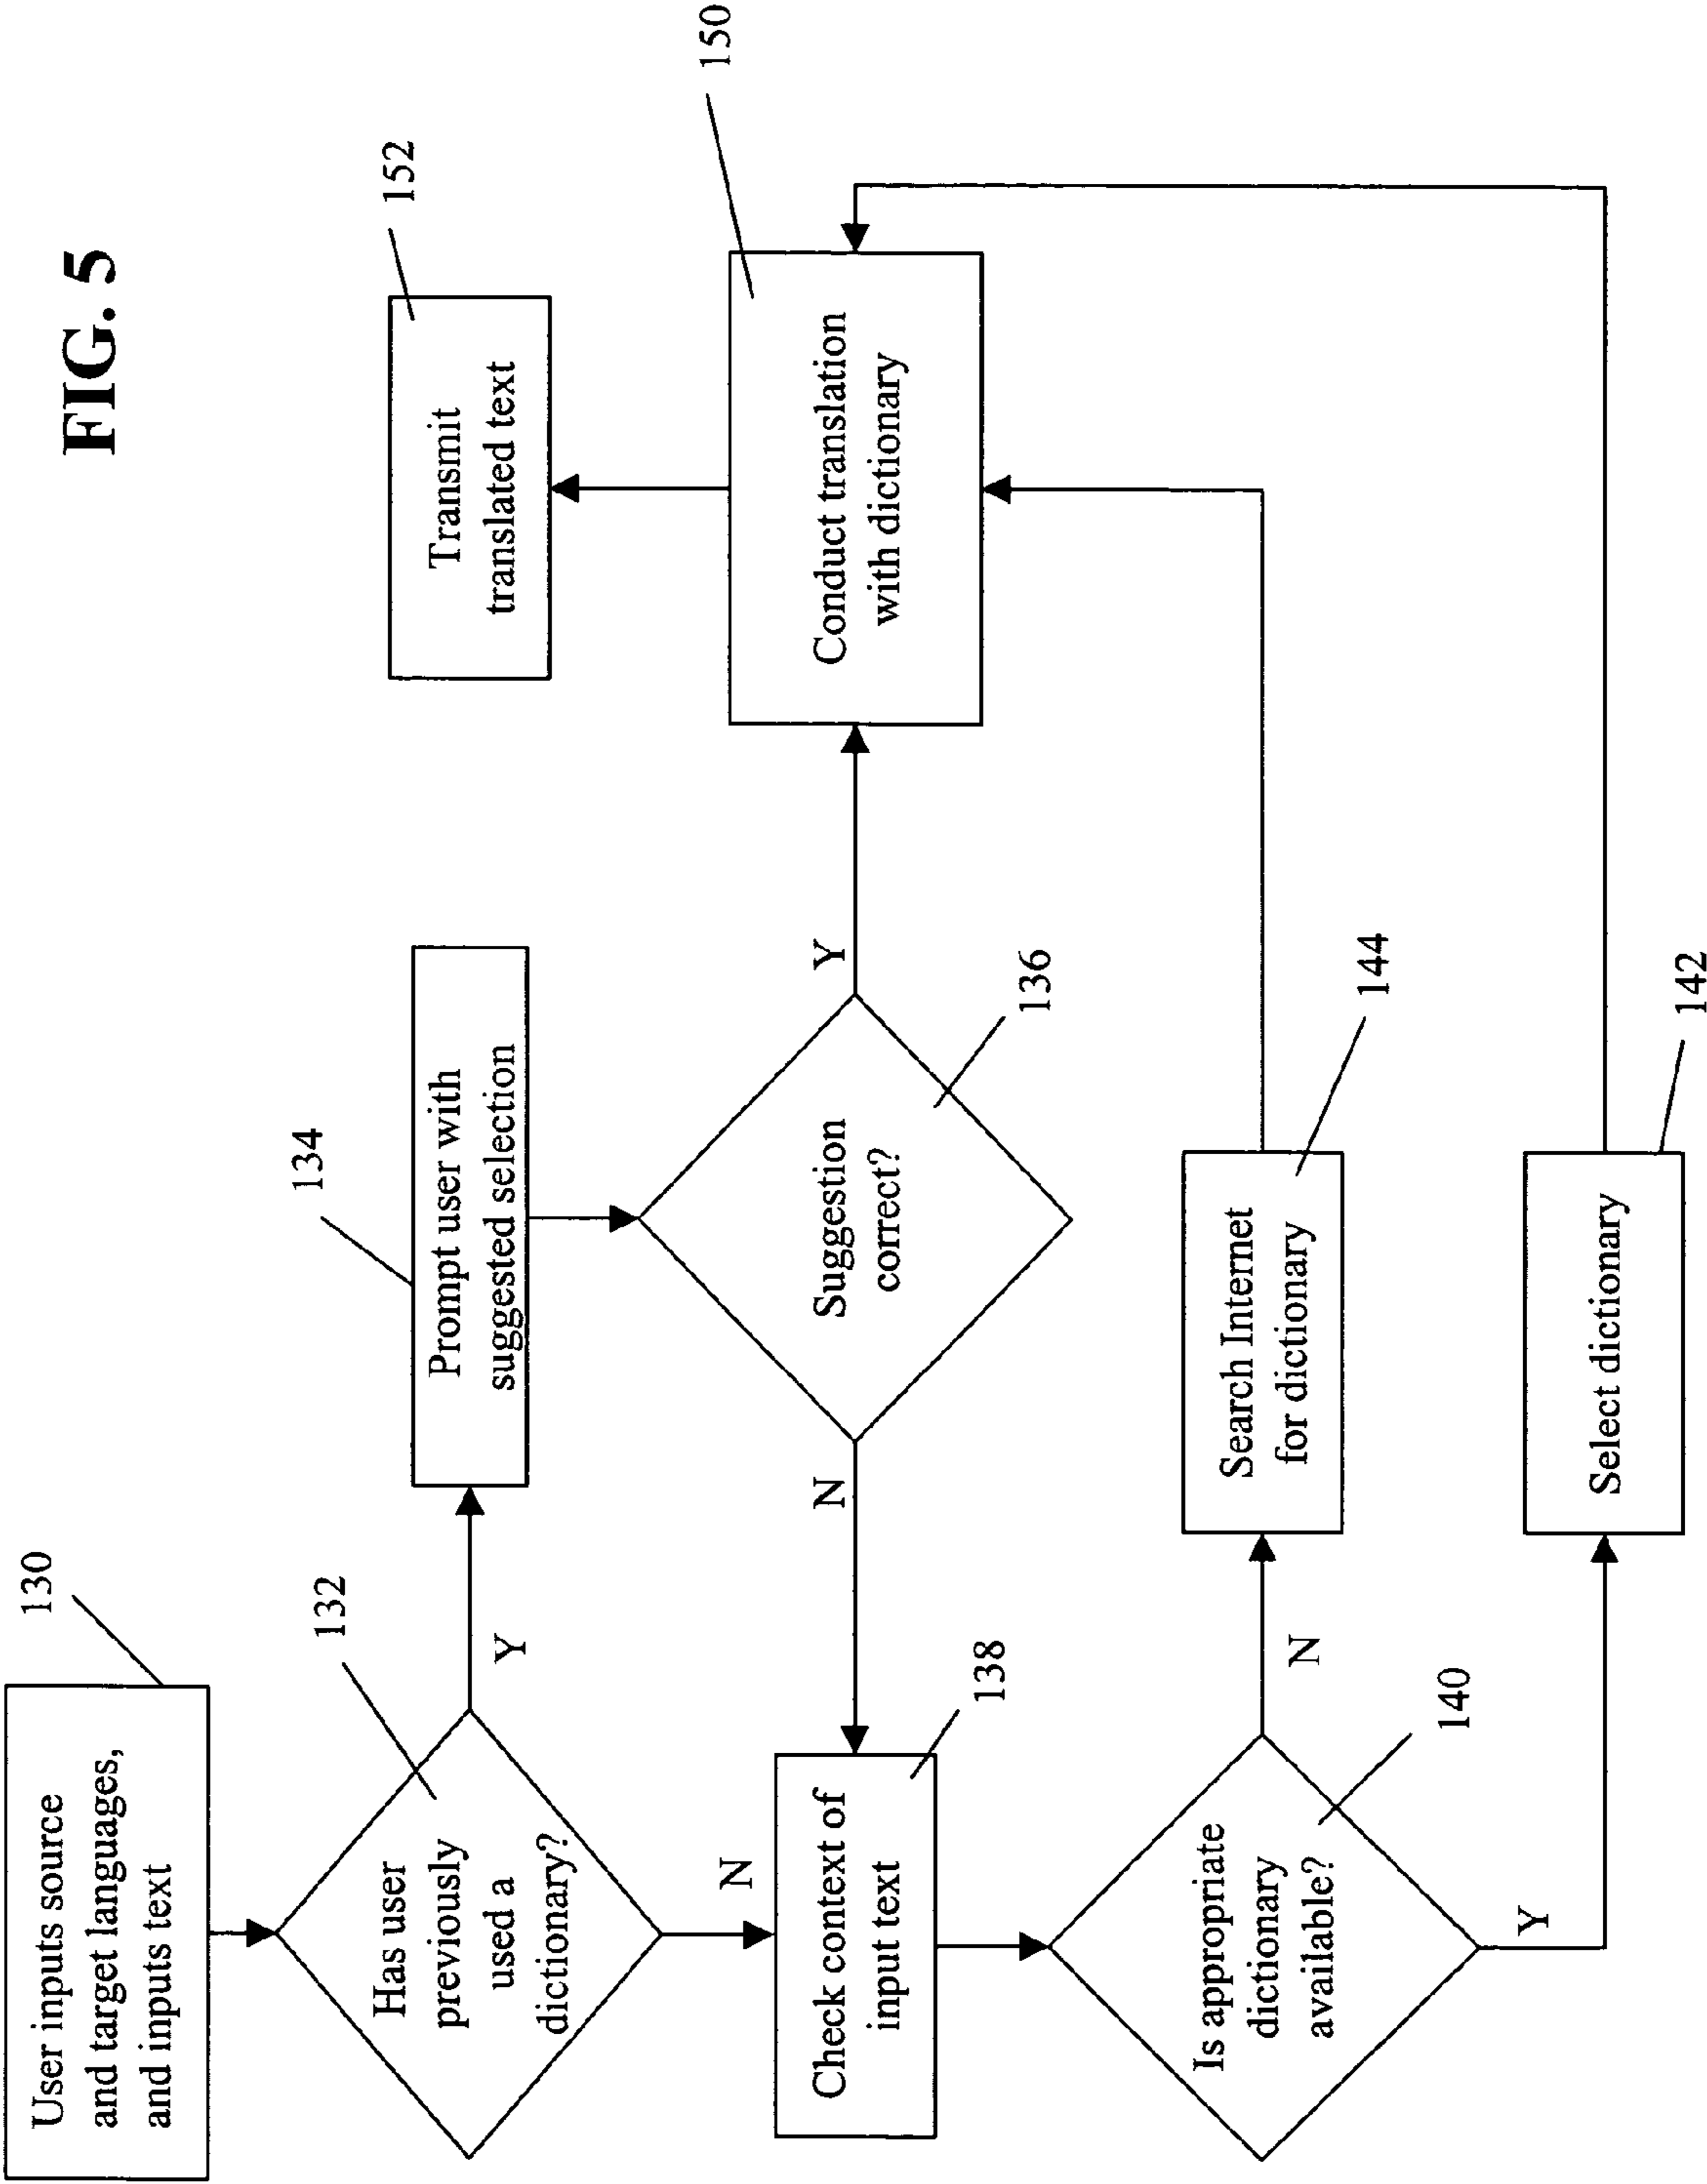 FIG. 5
130
User inputs source
and target languages,
and inputs text
132
Has user
previously
used a
dictionary?
Y
N
134
Prompt user with
suggested selection
136
Suggestion
correct?
Y
N
138
Check context of
input text
140
Is appropriate
dictionary
available?
N
Y
144
Search Internet
for dictionary
142
Select dictionary
150
Conduct translation
with dictionary
152
Transmit
translated text